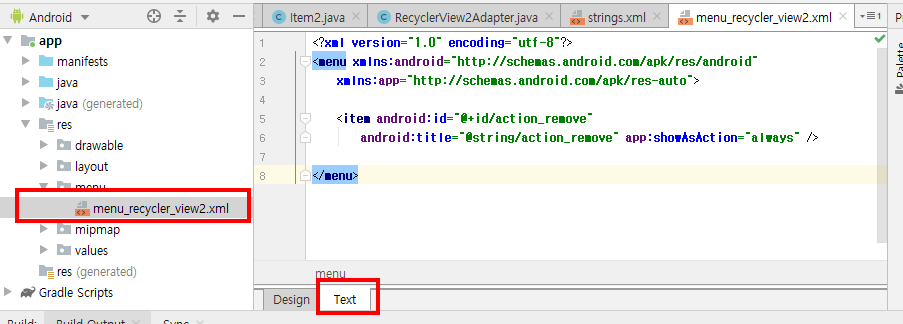 Android
Item2.java
RecyclerView2Adapter.java
strings.xml
menu_recycler_view2.xml
1
app
manifests
java
java (generated)
res
drawable
layout
menu
menu_recycler_view2.xml
mipmap
values
res (generated)
Gradle Scripts
1 <?xml version="1.0" encoding="utf-8"?>
2 <menu xmlns:android="http://schemas.android.com/apk/res/android"
3 xmlns:app="http://schemas.android.com/apk/res-auto">
4
5 <item android:id="@+id/action_remove"
6 android:title="@string/action_remove" app:showAsAction="always" />
7
8 </menu>
menu
Design
Text
Palette
Build:
Build Output
Sync